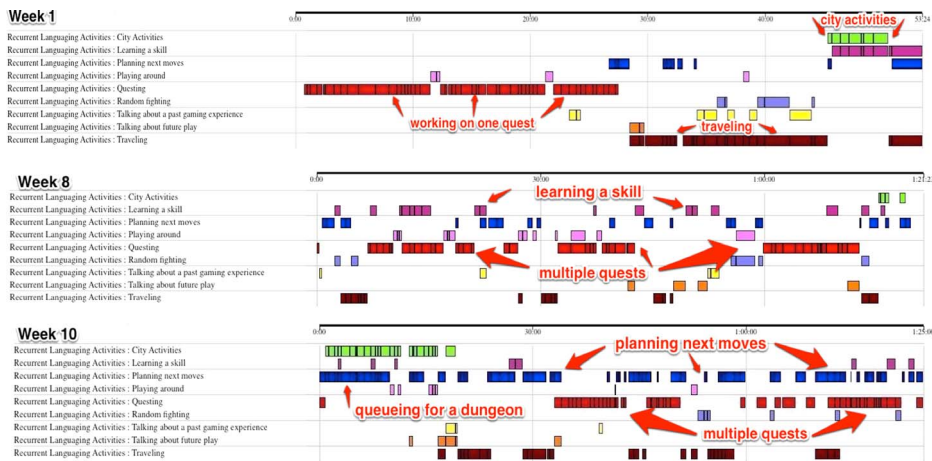 Week 1
0:00 10:00 20:00 30:00 40:00 53:24
city activities
Recurrent Languaging Activities : City Activities
Recurrent Languaging Activities : Learning a skill
Recurrent Languaging Activities : Planning next moves
Recurrent Languaging Activities : Playing around
Recurrent Languaging Activities : Questing
Recurrent Languaging Activities : Random fighting
Recurrent Languaging Activities : Talking about a past gaming experience
Recurrent Languaging Activities : Talking about future play
Recurrent Languaging Activities : Traveling
working on one quest
traveling
Week 8
0:00 30:00 1:00:00
learning a skill
Recurrent Languaging Activities : City Activities
Recurrent Languaging Activities : Learning a skill
Recurrent Languaging Activities : Planning next moves
Recurrent Languaging Activities : Playing around
Recurrent Languaging Activities : Questing
Recurrent Languaging Activities : Random fighting
Recurrent Languaging Activities : Talking about a past gaming experience
Recurrent Languaging Activities : Talking about future play
Recurrent Languaging Activities : Traveling
multiple quests
Week 10
0:00 30:00 1:00:00
planning next moves
Recurrent Languaging Activities : City Activities
Recurrent Languaging Activities : Learning a skill
Recurrent Languaging Activities : Planning next moves
Recurrent Languaging Activities : Playing around
Recurrent Languaging Activities : Questing
Recurrent Languaging Activities : Random fighting
Recurrent Languaging Activities : Talking about a past gaming experience
Recurrent Languaging Activities : Talking about future play
Recurrent Languaging Activities : Traveling
queueing for a dungeon
multiple quests